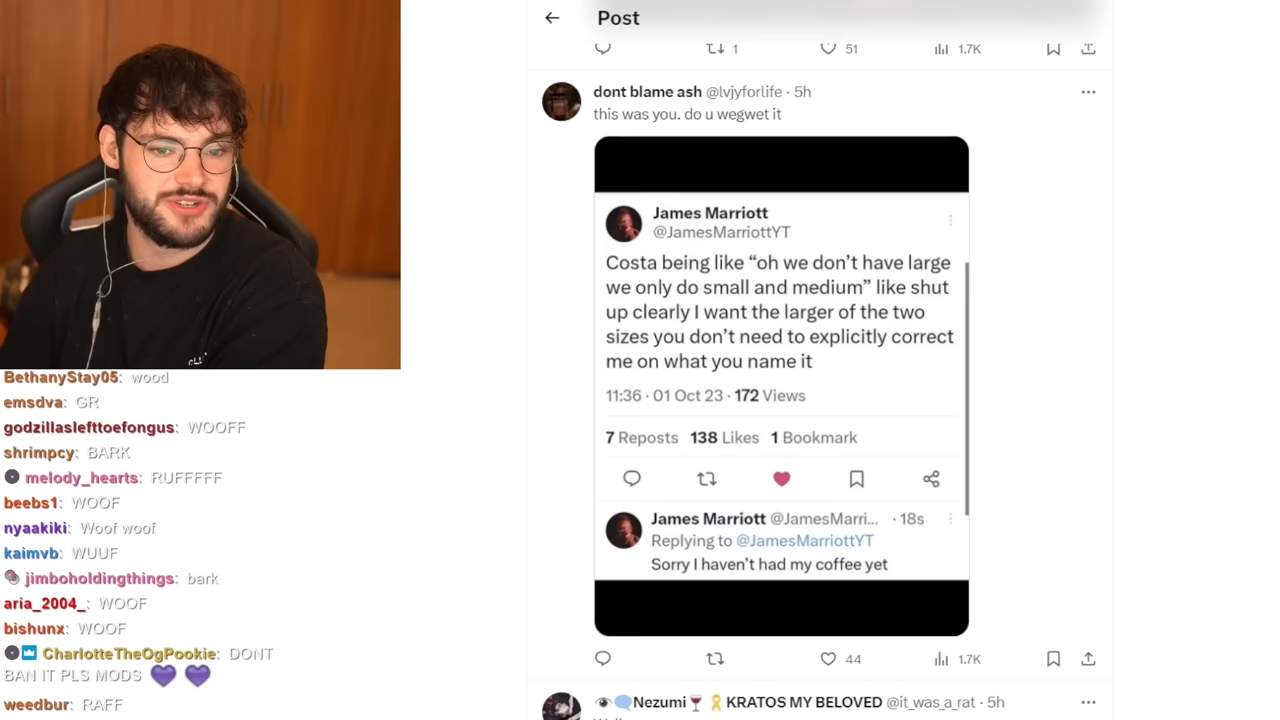 Post
1
51
1.7K
dont blame ash @lvjyforlife · 5h
this was you. do u wegwet it
James Marriott
@JamesMarriottYT
Costa being like “oh we don’t have large
we only do small and medium” like shut
up clearly I want the larger of the two
sizes you don’t need to explicitly correct
me on what you name it
11:36 · 01 Oct 23 · 172 Views
7 Reposts 138 Likes 1 Bookmark
James Marriott @JamesMarri... · 18s
Replying to @JamesMarriottYT
Sorry I haven’t had my coffee yet
44
1.7K
👁️🗨️Nezumi🍷 🎗️ KRATOS MY BELOVED @it_was_a_rat · 5h
BethanyStay05: wood
emsdva: GR
godzillaslefttoefongus: WOOFF
shrimpcy: BARK
melody_hearts: RUFFFFF
beebs1: WOOF
nyaakiki: Woof woof
kaimvb: WUUF
jimboholdingthings: bark
aria_2004_: WOOF
bishunx: WOOF
CharlotteTheOgPookie: DONT
BAN IT PLS MODS 💜 💜
weedbur: RAFF